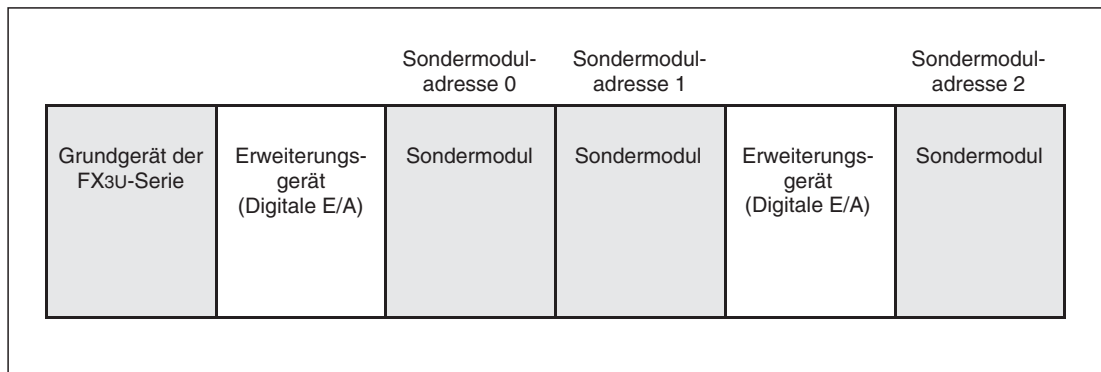 Sondermodul-
adresse 0
Sondermodul-
adresse 1
Sondermodul-
adresse 2
Grundgerät der
FX3U-Serie
Erweiterungs-
gerät
(Digitale E/A)
Sondermodul
Sondermodul
Erweiterungs-
gerät
(Digitale E/A)
Sondermodul